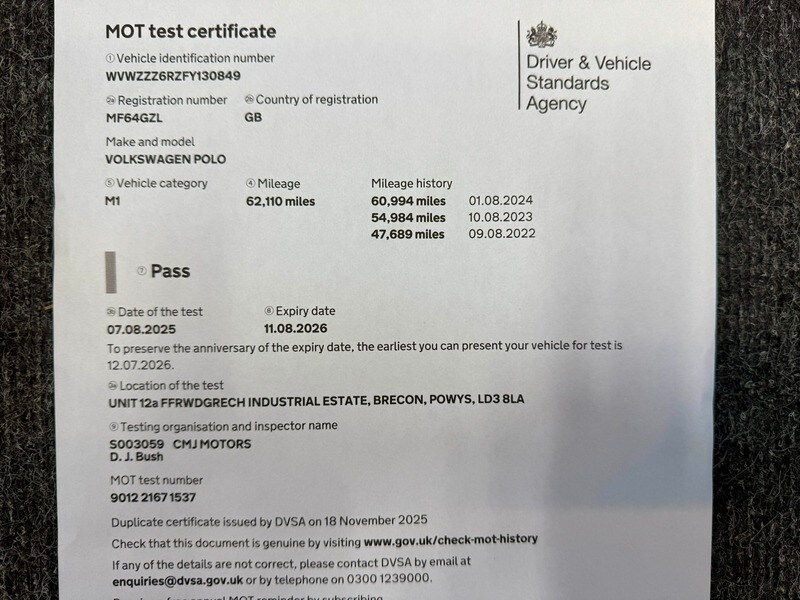 MOT test certificate
① Vehicle identification number
WVWZZZ6RZFY130849
Registration number Country of registration
MF64GZL GB
Make and model
VOLKSWAGEN POLO
⑤ Vehicle category ④ Mileage Mileage history
M1 62,110 miles 60,994 miles 01.08.2024
54,984 miles 10.08.2023
47,689 miles 09.08.2022
⑦ Pass
Date of the test ⑧ Expiry date
07.08.2025 11.08.2026
To preserve the anniversary of the expiry date, the earliest you can present your vehicle for test is
12.07.2026.
Location of the test
UNIT 12a FFRWDGRECH INDUSTRIAL ESTATE, BRECON, POWYS, LD3 8LA
⑨ Testing organisation and inspector name
S003059 CMJ MOTORS
D. J. Bush
MOT test number
9012 2167 1537
Duplicate certificate issued by DVSA on 18 November 2025
Check that this document is genuine by visiting www.gov.uk/check-mot-history
If any of the details are not correct, please contact DVSA by email at
enquiries@dvsa.gov.uk or by telephone on 0300 1239000.
Driver & Vehicle
Standards
Agency